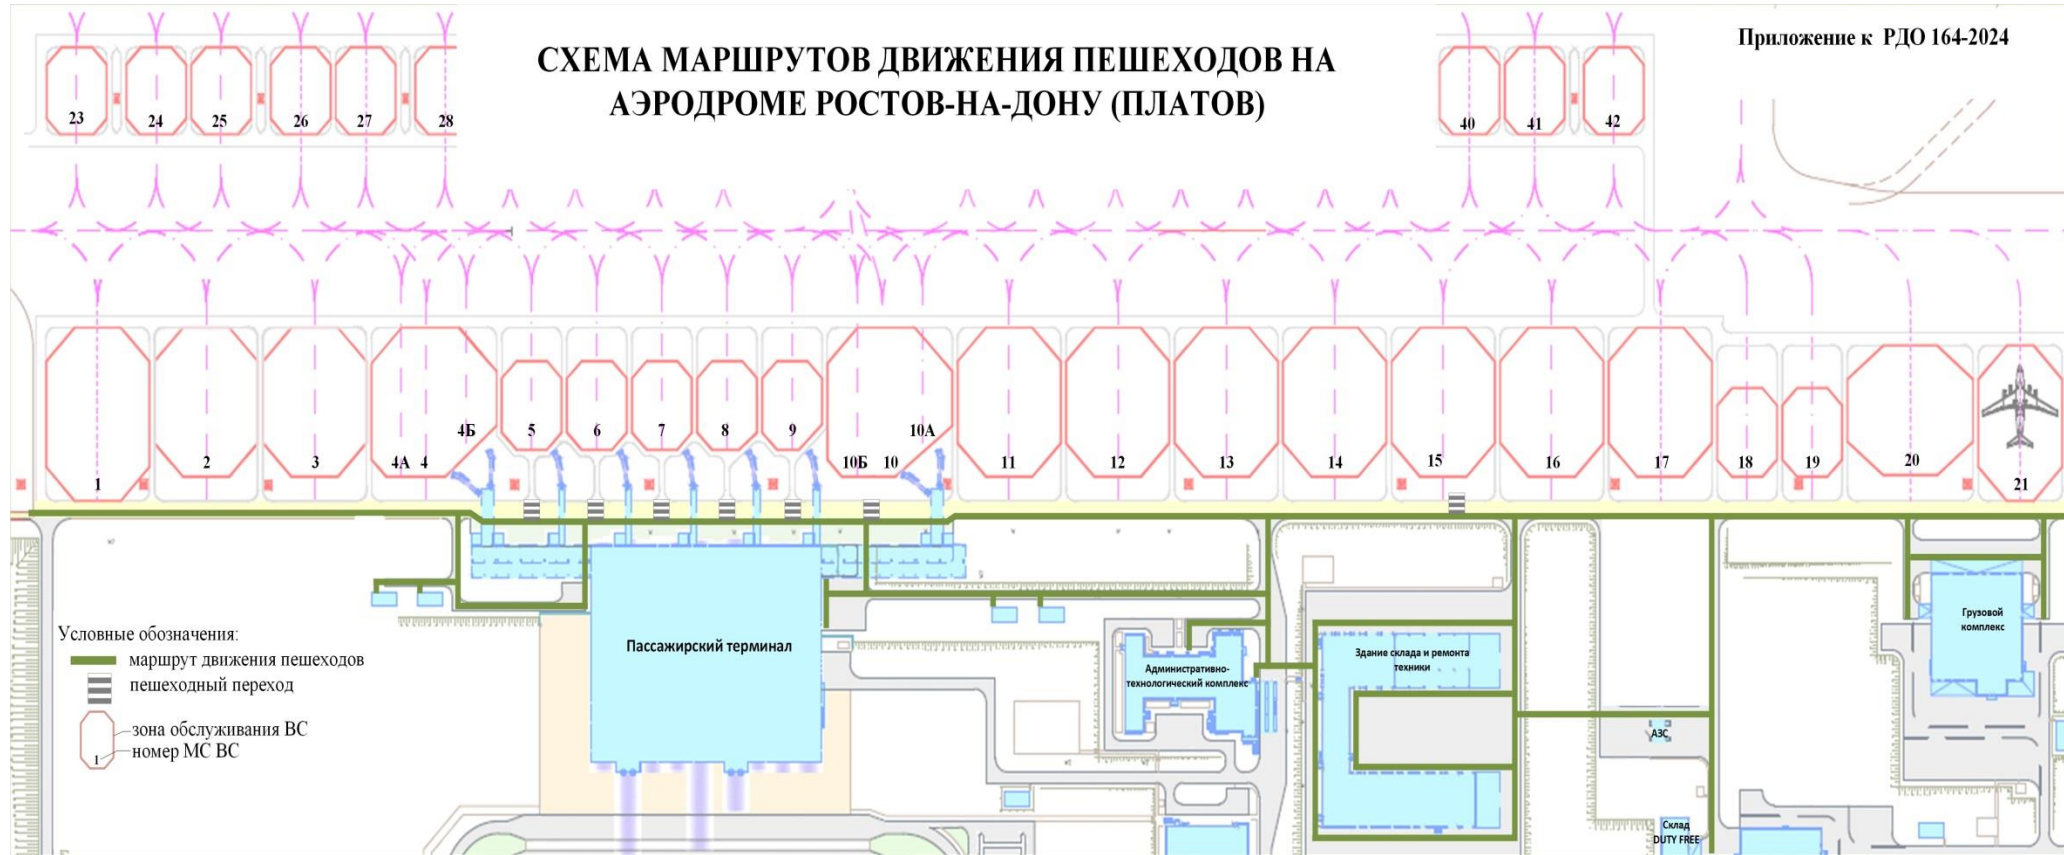 СХЕМА МАРШРУТОВ ДВИЖЕНИЯ ПЕШЕХОДОВ НА
АЭРОДРОМЕ РОСТОВ-НА-ДОНУ (ПЛАТОВ)
Приложение к РДО 164-2024
23
24
25
26
27
28
40
41
42
1
2
3
4А
4
4Б
5
6
7
8
9
10Б
10
10А
11
12
13
14
15
16
17
18
19
20
21
Условные обозначения:
маршрут движения пешеходов
пешеходный переход
зона обслуживания ВС
номер МС ВС
1
Пассажирский терминал
Административно-
технологический комплекс
Здание склада и ремонта
техники
АЗС
Склад
DUTY FREE
Грузовой
комплекс